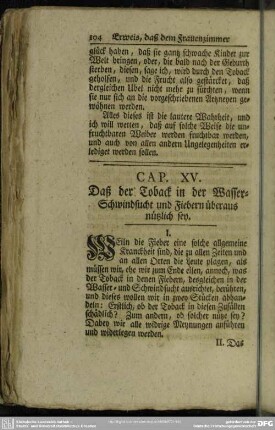 104 Erweis, daß dem Frauenzimmer
glück haben, daß sie gantz schwache Kinder zur
Welt bringen, oder, die bald nach der Geburth
sterben, diesen, sage ich, wird durch den Toback
geholfen, und die Frucht also gestärcket, daß
dergleichen Übel nicht mehr zu fürchten, wenn
sie nur sich an die vorgeschriebenen Artzneyen ge-
wöhnen werden.
Alles dieses ist die lautere Wahrheit, und
ich will wetten, daß auf solche Weise die un-
fruchtbaren Weiber werden fruchtbar werden,
und auch von allen andern Ungelegenheiten er-
lediget werden sollen.
CAP. XV.
Daß der Toback in der Wasser-
Schwindsucht und Fiebern überaus
nützlich sey.
I.
Weiln die Fieber eine solche allgemeine
Kranckheit sind, die zu allen Zeiten und
an allen Orten die Leute plagen, als
müssen wir, ehe wir zum Ende eilen, annoch, was
der Toback in denen Fiebern, desgleichen in der
Wasser- und Schwindsucht ausrichtet, berühren,
und dieses wollen wir in zwoo Stücken abhan-
deln: Erstlich, ob der Toback in diesen Zufällen
schädlich? Zum andern, ob solcher nütze sey?
Dabey wir alle widrige Meynungen anführen
und widerlegen werden.
II. Das